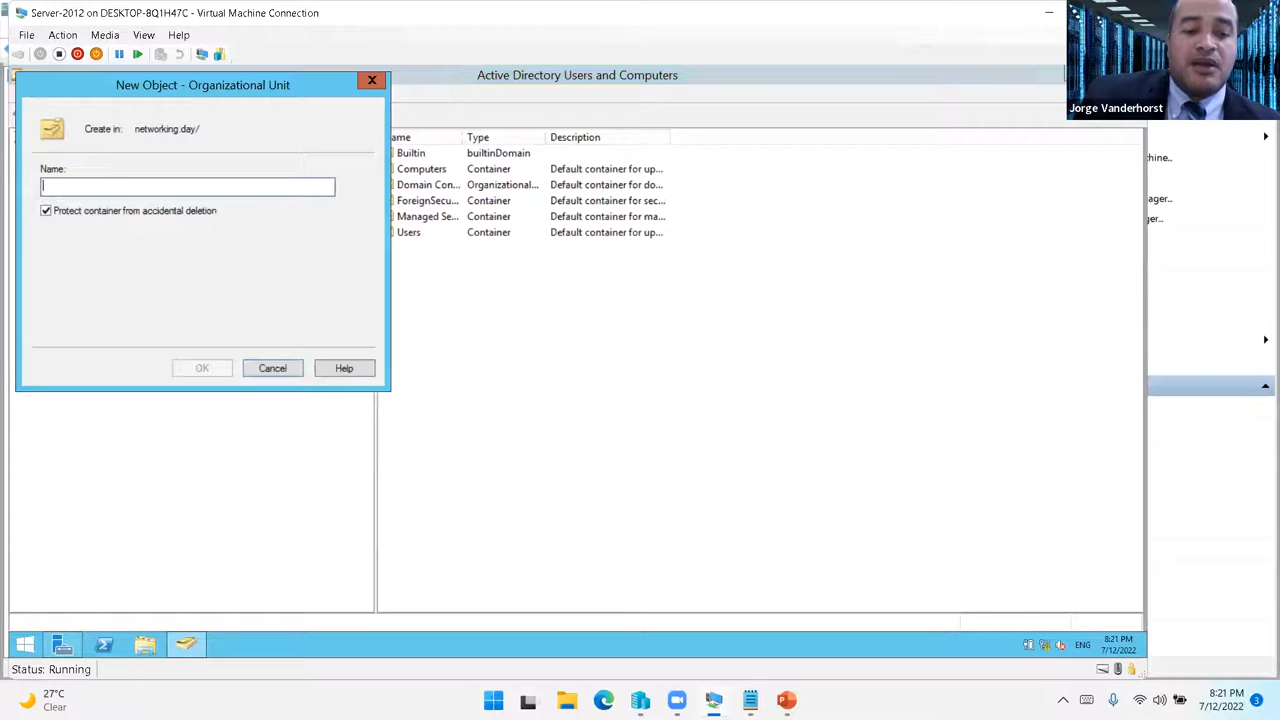 Server-2012 on DESKTOP-8Q1H47C - Virtual Machine Connection
File Action Media View Help
Active Directory Users and Computers
New Object - Organizational Unit
Create in: networking.day/
Name:
Protect container from accidental deletion
OK Cancel Help
ame Type Description
Builtin builtinDomain
Computers Container Default container for up...
Domain Con... Organizational... Default container for do...
ForeignSecu... Container Default container for sec...
Managed Se... Container Default container for ma...
Users Container Default container for up...
Jorge Vanderhorst
hine...
ager...
ger...
ENG
8:21 PM
7/12/2022
Status: Running
27°C
Clear
8:21 PM
7/12/2022
3